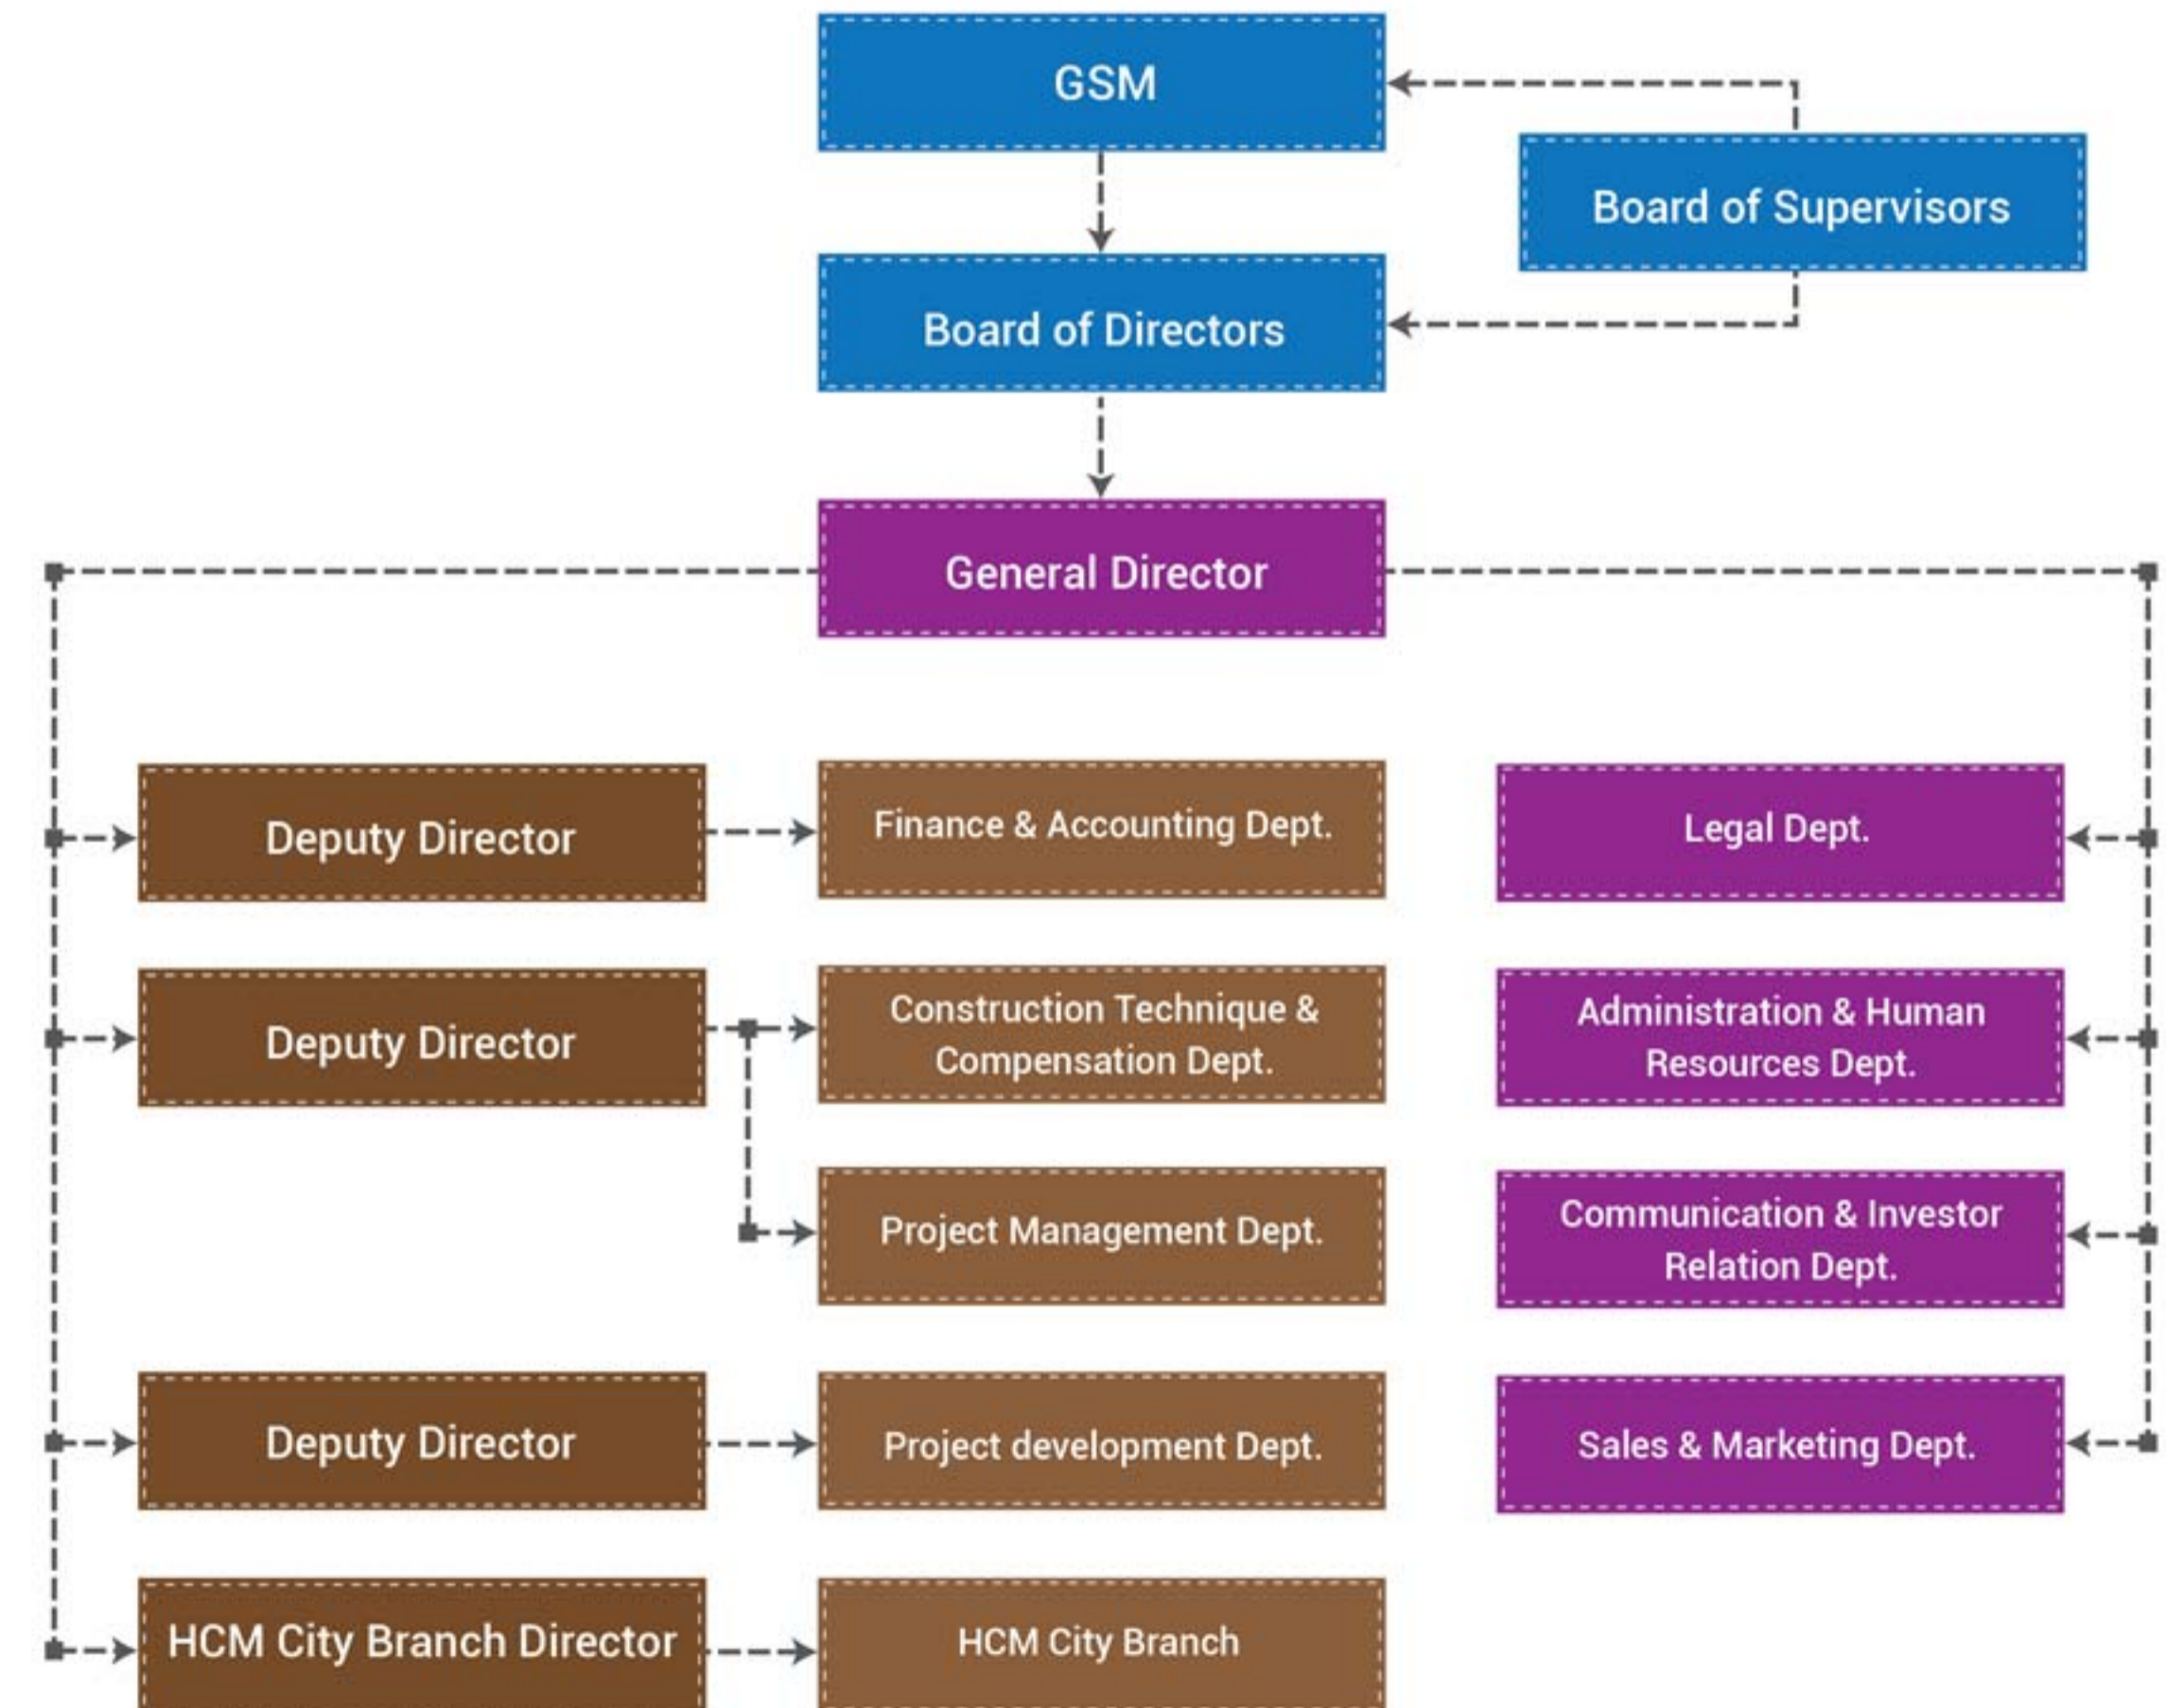 GSM
Board of Supervisors
Board of Directors
General Director
Deputy Director
Finance & Accounting Dept.
Legal Dept.
Deputy Director
Construction Technique &
Compensation Dept.
Administration & Human
Resources Dept.
Project Management Dept.
Communication & Investor
Relation Dept.
Deputy Director
Project development Dept.
Sales & Marketing Dept.
HCM City Branch Director
HCM City Branch